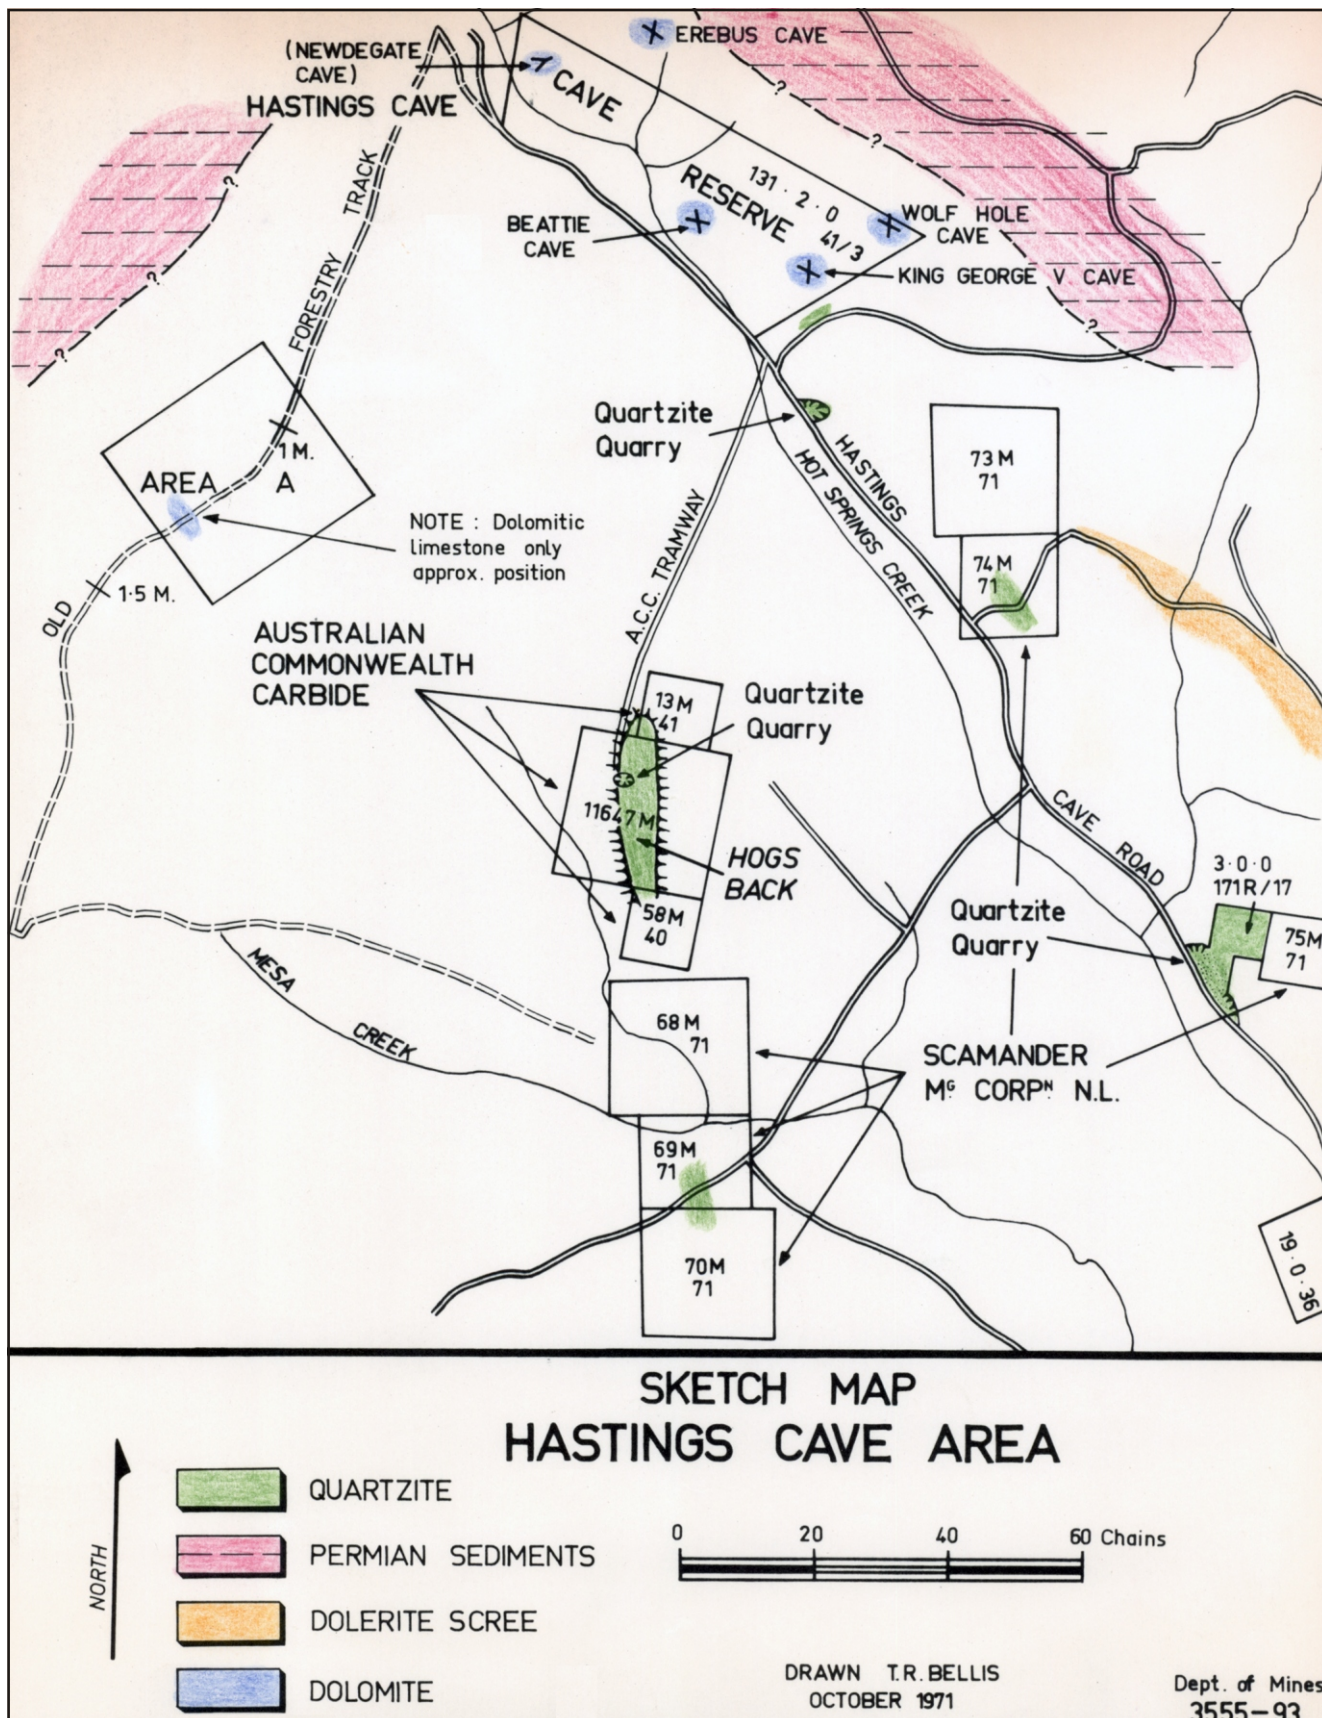 EREBUS CAVE
(NEWDEGATE
CAVE)
HASTINGS CAVE
CAVE
RESERVE
131·2·0
41/3
BEATTIE
CAVE
WOLF HOLE
CAVE
KING GEORGE V CAVE
?
?
?
?
?
FORESTRY TRACK
OLD
1 M.
AREA A
1·5 M.
NOTE : Dolomitic
limestone only
approx. position
Quartzite
Quarry
HASTINGS
CAVE ROAD
HOT SPRINGS CREEK
A.C.C. TRAMWAY
73 M
71
74 M
71
AUSTRALIAN
COMMONWEALTH
CARBIDE
13 M
41
Quartzite
Quarry
11647 M
HOGS
BACK
58 M
40
3·0·0
171R/17
75M
71
Quartzite
Quarry
MESA
CREEK
68 M
71
SCAMANDER
Mᴳ CORPᴺ N.L.
69 M
71
70 M
71
19·0·36
SKETCH MAP
HASTINGS CAVE AREA
NORTH
QUARTZITE
PERMIAN SEDIMENTS
DOLERITE SCREE
DOLOMITE
0 20 40 60 Chains
DRAWN T.R. BELLIS
OCTOBER 1971
Dept. of Mines
3555–93